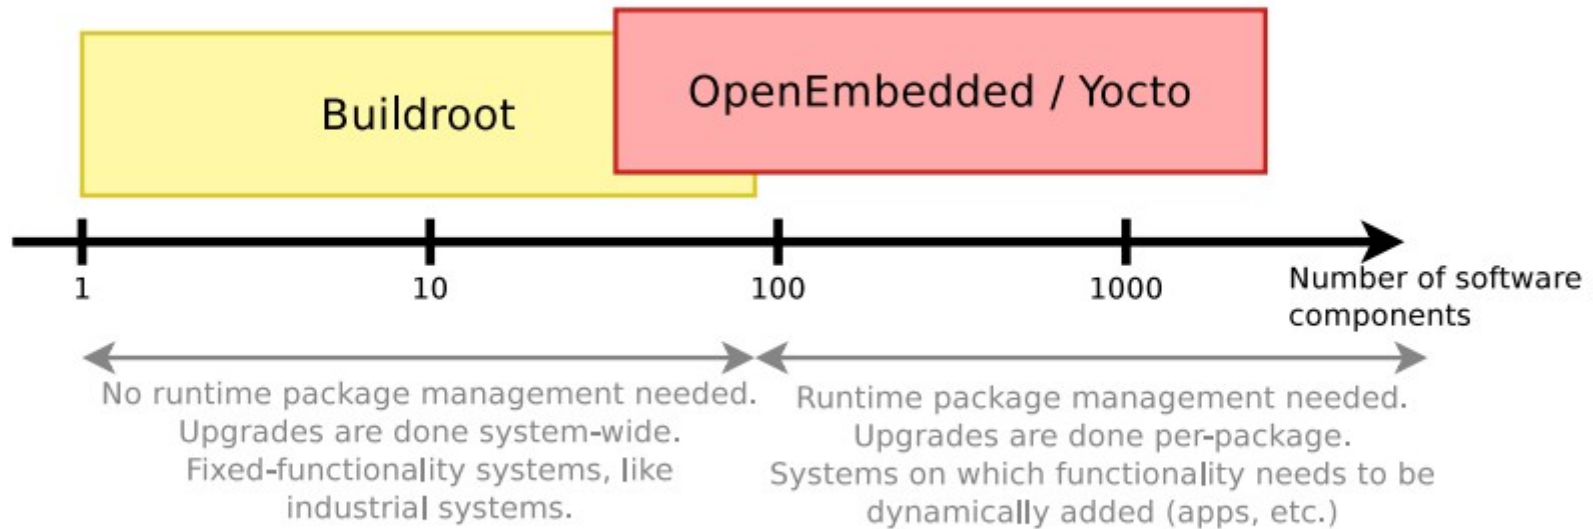 Buildroot
OpenEmbedded / Yocto
1
10
100
1000
Number of software
components
No runtime package management needed.
Upgrades are done system-wide.
Fixed-functionality systems, like
industrial systems.
Runtime package management needed.
Upgrades are done per-package.
Systems on which functionality needs to be
dynamically added (apps, etc.)